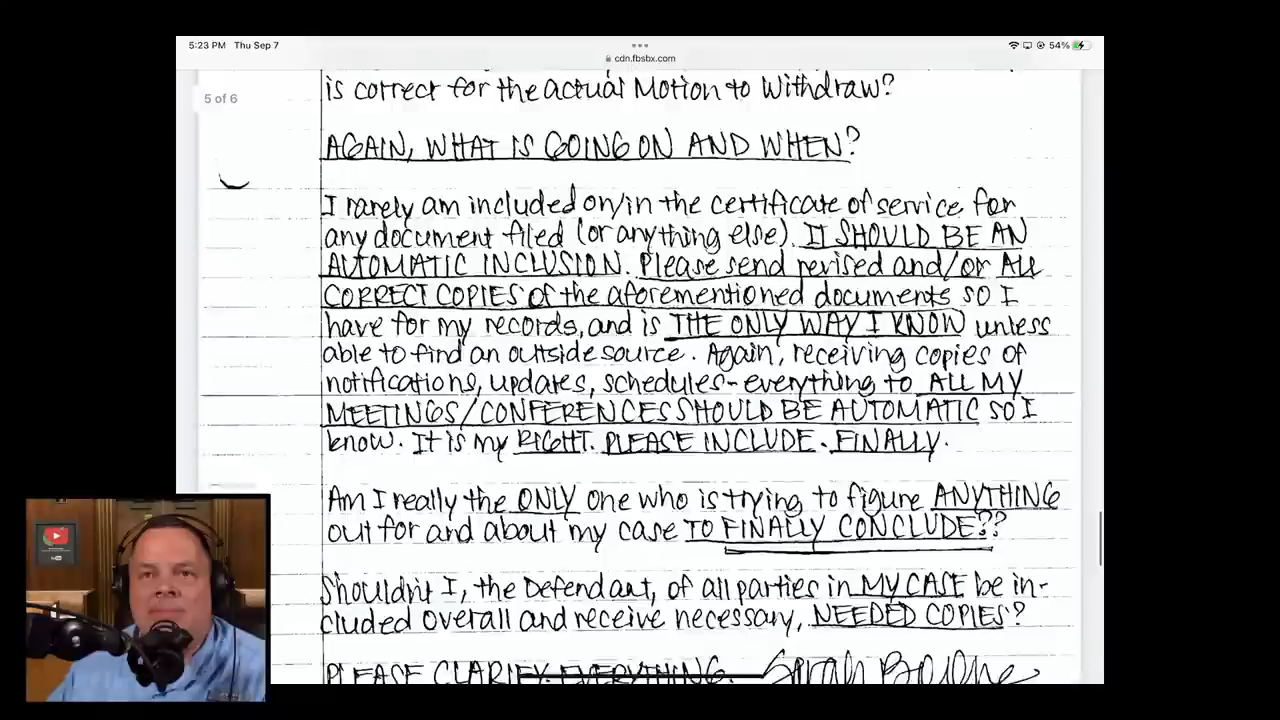 5:23 PM Thu Sep 7
54%
cdn.fbsbx.com
5 of 6
is correct for the actual Motion to Withdraw?
AGAIN, WHAT IS GOING ON AND WHEN?
I rarely am included on/in the certificate of service for
any document filed (or anything else). IT SHOULD BE AN
AUTOMATIC INCLUSION. Please send revised and/or ALL
CORRECT COPIES of the aforementioned documents so I
have for my records, and is THE ONLY WAY I KNOW unless
able to find an outside source. Again, receiving copies of
notifications, updates, schedules-everything to ALL MY
MEETINGS/CONFERENCES SHOULD BE AUTOMATIC so I
know. It is my RIGHT. PLEASE INCLUDE. FINALLY.
Am I really the ONLY one who is trying to figure ANYTHING
out for and about my case TO FINALLY CONCLUDE??
Shouldn't I, the Defendant, of all parties in MY CASE be in-
cluded overall and receive necessary, NEEDED COPIES?
PLEASE CLARIFY EVERYTHING. Sarah Boone